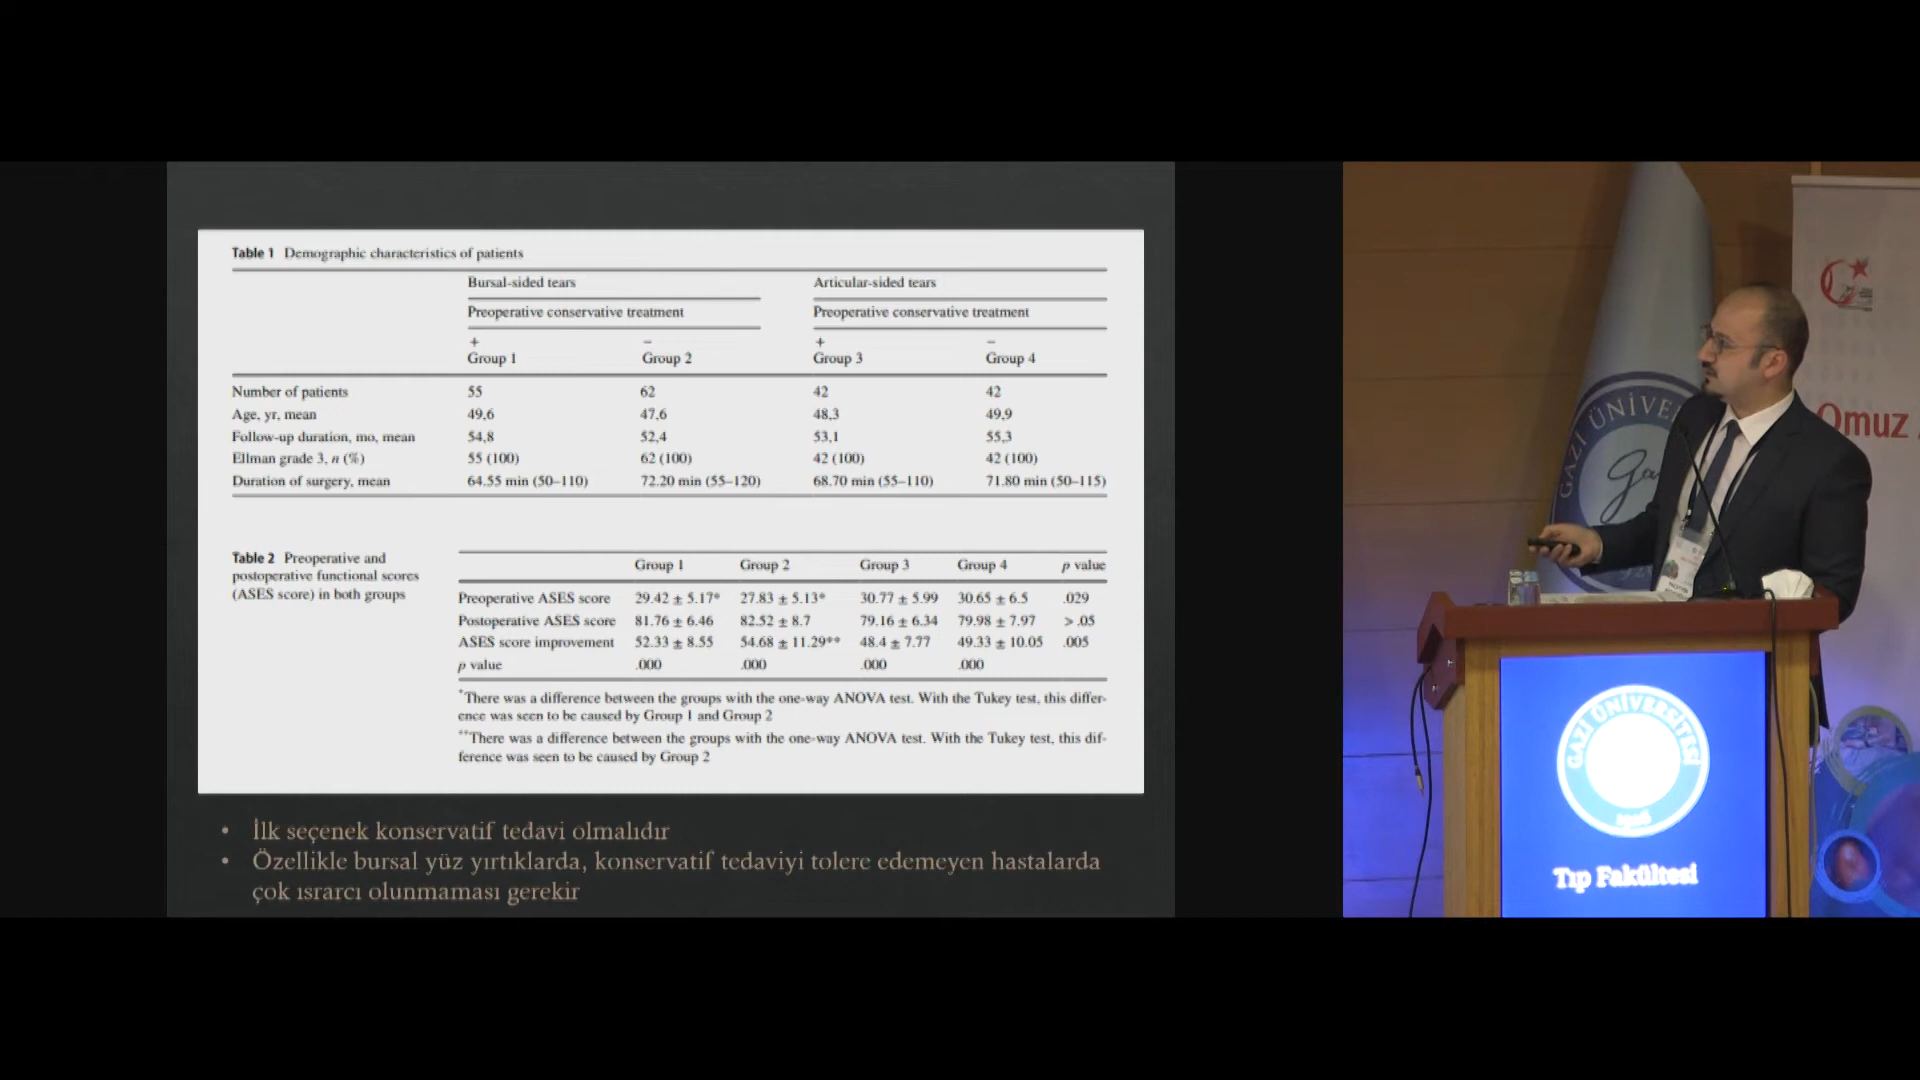 Table 1 Demographic characteristics of patients
Bursal-sided tears Articular-sided tears
Preoperative conservative treatment Preoperative conservative treatment
+ − + −
Group 1 Group 2 Group 3 Group 4
Number of patients 55 62 42 42
Age, yr, mean 49,6 47,6 48,3 49,9
Follow-up duration, mo, mean 54,8 52,4 53,1 55,3
Ellman grade 3, n (%) 55 (100) 62 (100) 42 (100) 42 (100)
Duration of surgery, mean 64.55 min (50–110) 72.20 min (55–120) 68.70 min (55–110) 71.80 min (50–115)
Table 2 Preoperative and
postoperative functional scores
(ASES score) in both groups
Group 1 Group 2 Group 3 Group 4 p value
Preoperative ASES score 29.42 ± 5.17* 27.83 ± 5.13* 30.77 ± 5.99 30.65 ± 6.5 .029
Postoperative ASES score 81.76 ± 6.46 82.52 ± 8.7 79.16 ± 6.34 79.98 ± 7.97 > .05
ASES score improvement 52.33 ± 8.55 54.68 ± 11.29** 48.4 ± 7.77 49.33 ± 10.05 .005
p value .000 .000 .000 .000
*There was a difference between the groups with the one-way ANOVA test. With the Tukey test, this differ-
ence was seen to be caused by Group 1 and Group 2
**There was a difference between the groups with the one-way ANOVA test. With the Tukey test, this dif-
ference was seen to be caused by Group 2
• İlk seçenek konservatif tedavi olmalıdır
• Özellikle bursal yüz yırtıklarda, konservatif tedaviyi tolere edemeyen hastalarda
çok ısrarcı olunmaması gerekir
GAZİ ÜNİVER
Omuz
GAZİ ÜNİVERSİTESİ
1926
Tıp Fakültesi